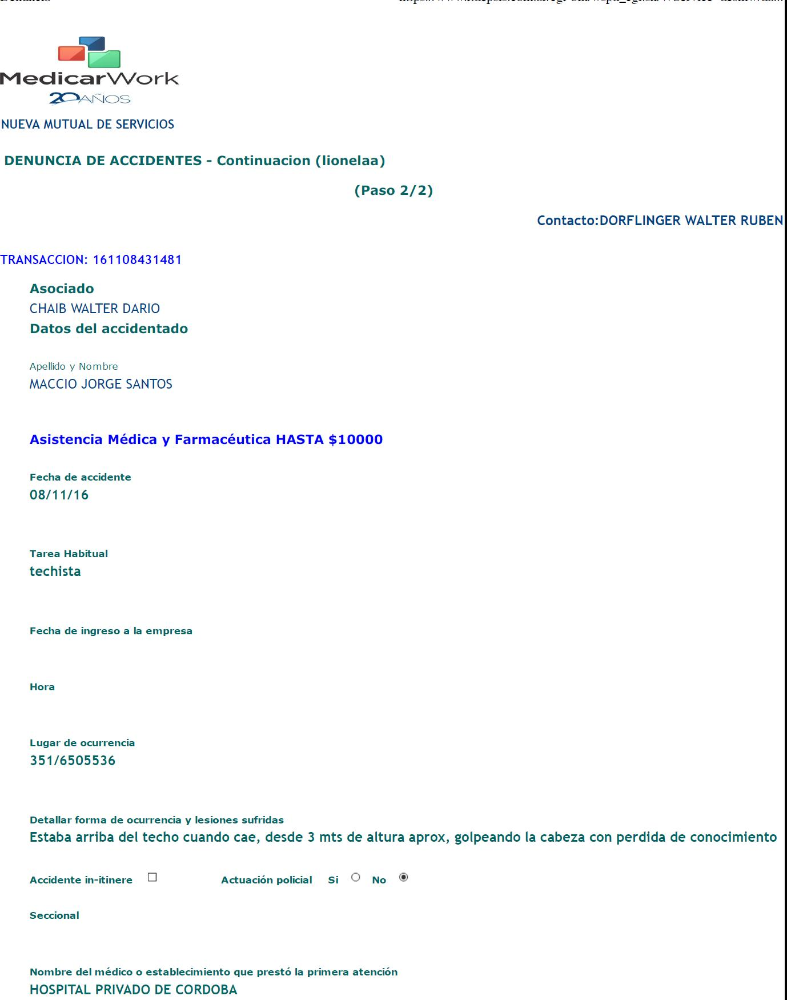 MedicarWork
20 AÑOS
NUEVA MUTUAL DE SERVICIOS
DENUNCIA DE ACCIDENTES - Continuacion (lionelaa)
(Paso 2/2)
Contacto:DORFLINGER WALTER RUBEN
TRANSACCION: 161108431481
Asociado
CHAIB WALTER DARIO
Datos del accidentado
Apellido y Nombre
MACCIO JORGE SANTOS
Asistencia Médica y Farmacéutica HASTA $10000
Fecha de accidente
08/11/16
Tarea Habitual
techista
Fecha de ingreso a la empresa
Hora
Lugar de ocurrencia
351/6505536
Detallar forma de ocurrencia y lesiones sufridas
Estaba arriba del techo cuando cae, desde 3 mts de altura aprox, golpeando la cabeza con perdida de conocimiento
Accidente in-itinere Actuación policial Si No
Seccional
Nombre del médico o establecimiento que prestó la primera atención
HOSPITAL PRIVADO DE CORDOBA